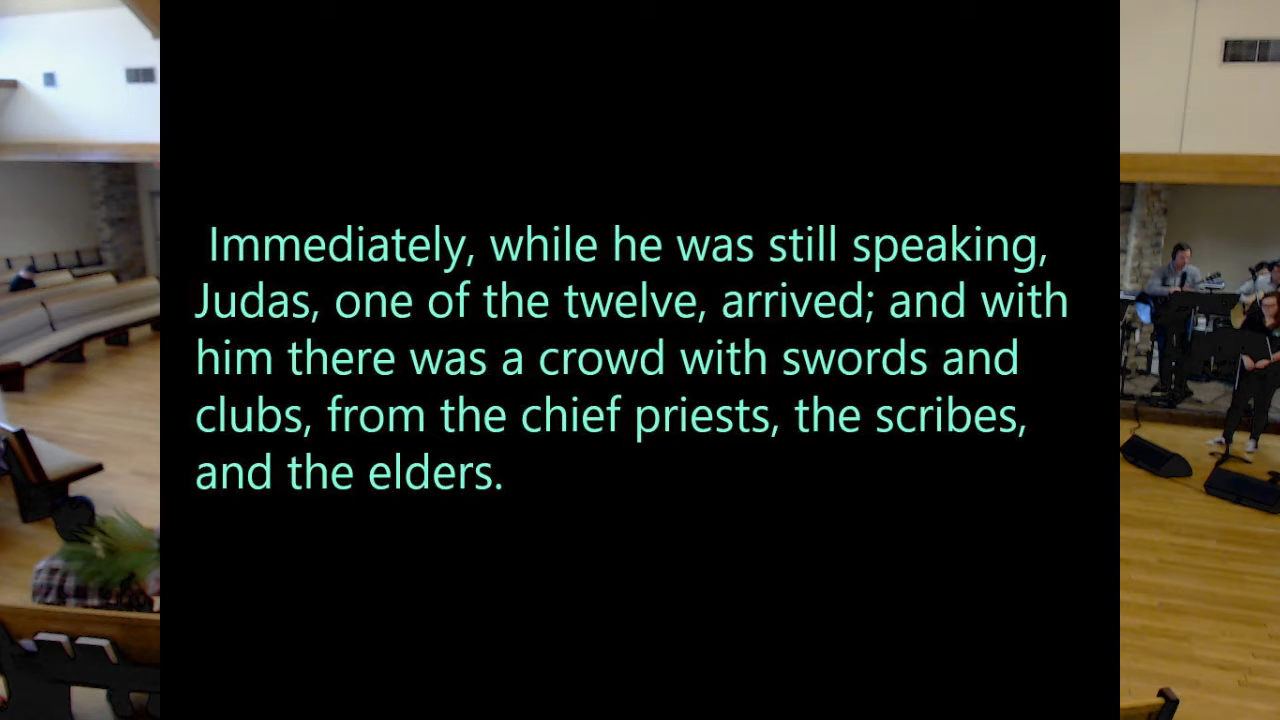 Immediately, while he was still speaking,
Judas, one of the twelve, arrived; and with
him there was a crowd with swords and
clubs, from the chief priests, the scribes,
and the elders.